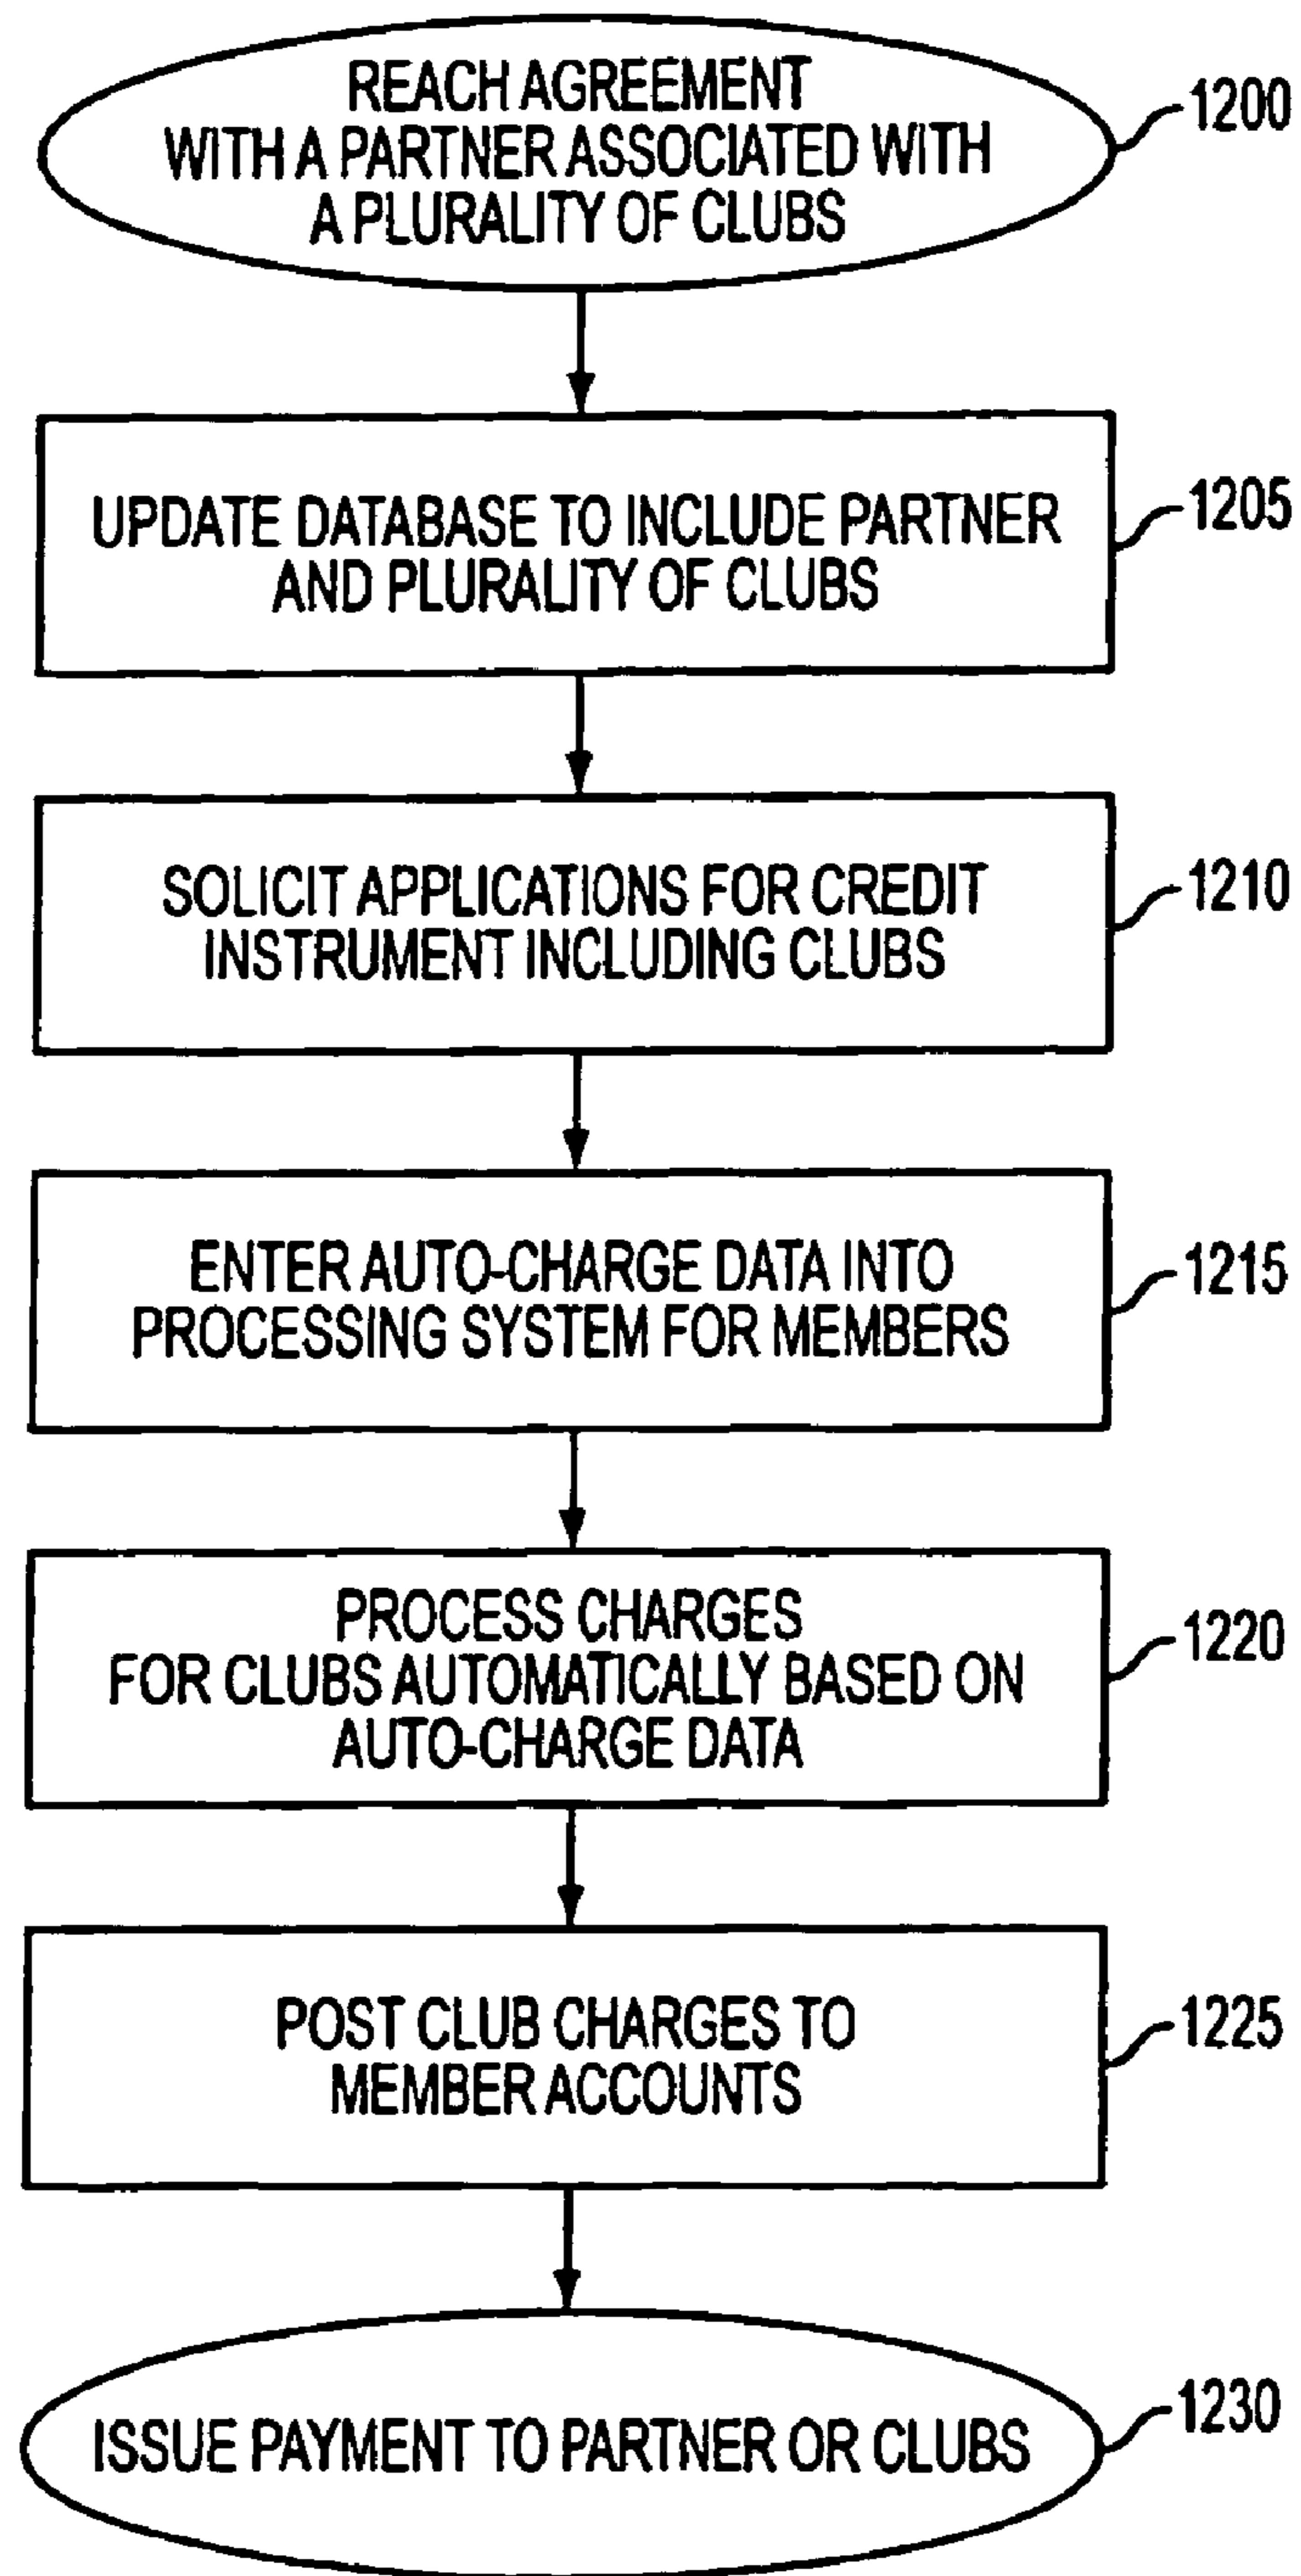 REACH AGREEMENT
WITH A PARTNER ASSOCIATED WITH
A PLURALITY OF CLUBS
1200
UPDATE DATABASE TO INCLUDE PARTNER
AND PLURALITY OF CLUBS
1205
SOLICIT APPLICATIONS FOR CREDIT
INSTRUMENT INCLUDING CLUBS
1210
ENTER AUTO-CHARGE DATA INTO
PROCESSING SYSTEM FOR MEMBERS
1215
PROCESS CHARGES
FOR CLUBS AUTOMATICALLY BASED ON
AUTO-CHARGE DATA
1220
POST CLUB CHARGES TO
MEMBER ACCOUNTS
1225
ISSUE PAYMENT TO PARTNER OR CLUBS
1230